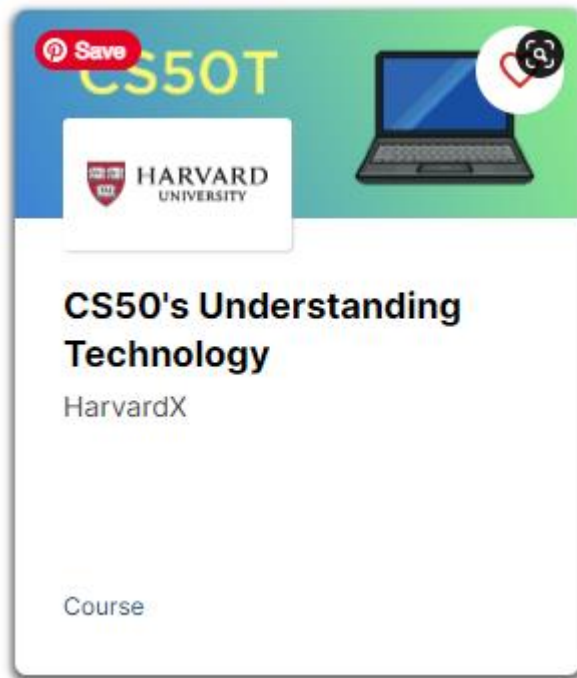 Save
CS50T
HARVARD
UNIVERSITY
CS50's Understanding
Technology
HarvardX
Course